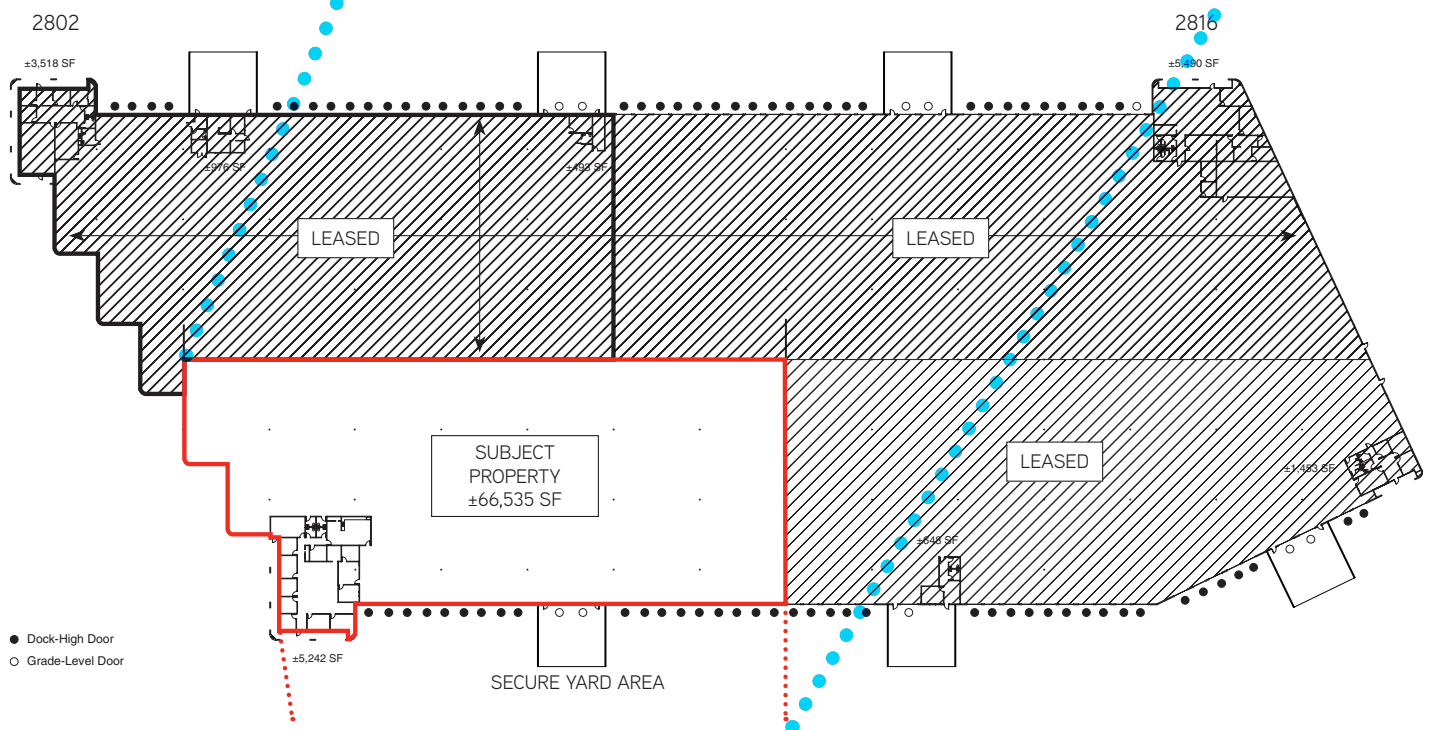 2802
2816
±3,518 SF
±5,490 SF
±976 SF
±493 SF
LEASED
LEASED
SUBJECT
PROPERTY
±66,535 SF
LEASED
±1,453 SF
±648 SF
Dock-High Door
Grade-Level Door
±5,242 SF
SECURE YARD AREA